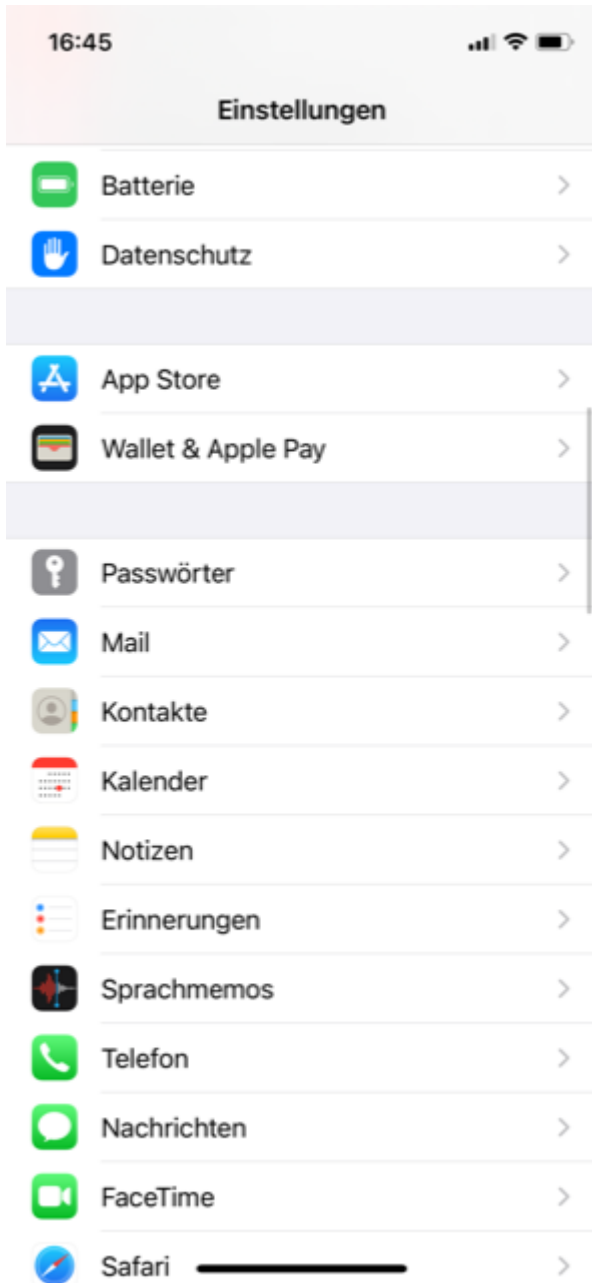 16:45
Einstellungen
Batterie
Datenschutz
App Store
Wallet & Apple Pay
Passwörter
Mail
Kontakte
Kalender
Notizen
Erinnerungen
Sprachmemos
Telefon
Nachrichten
FaceTime
Safari